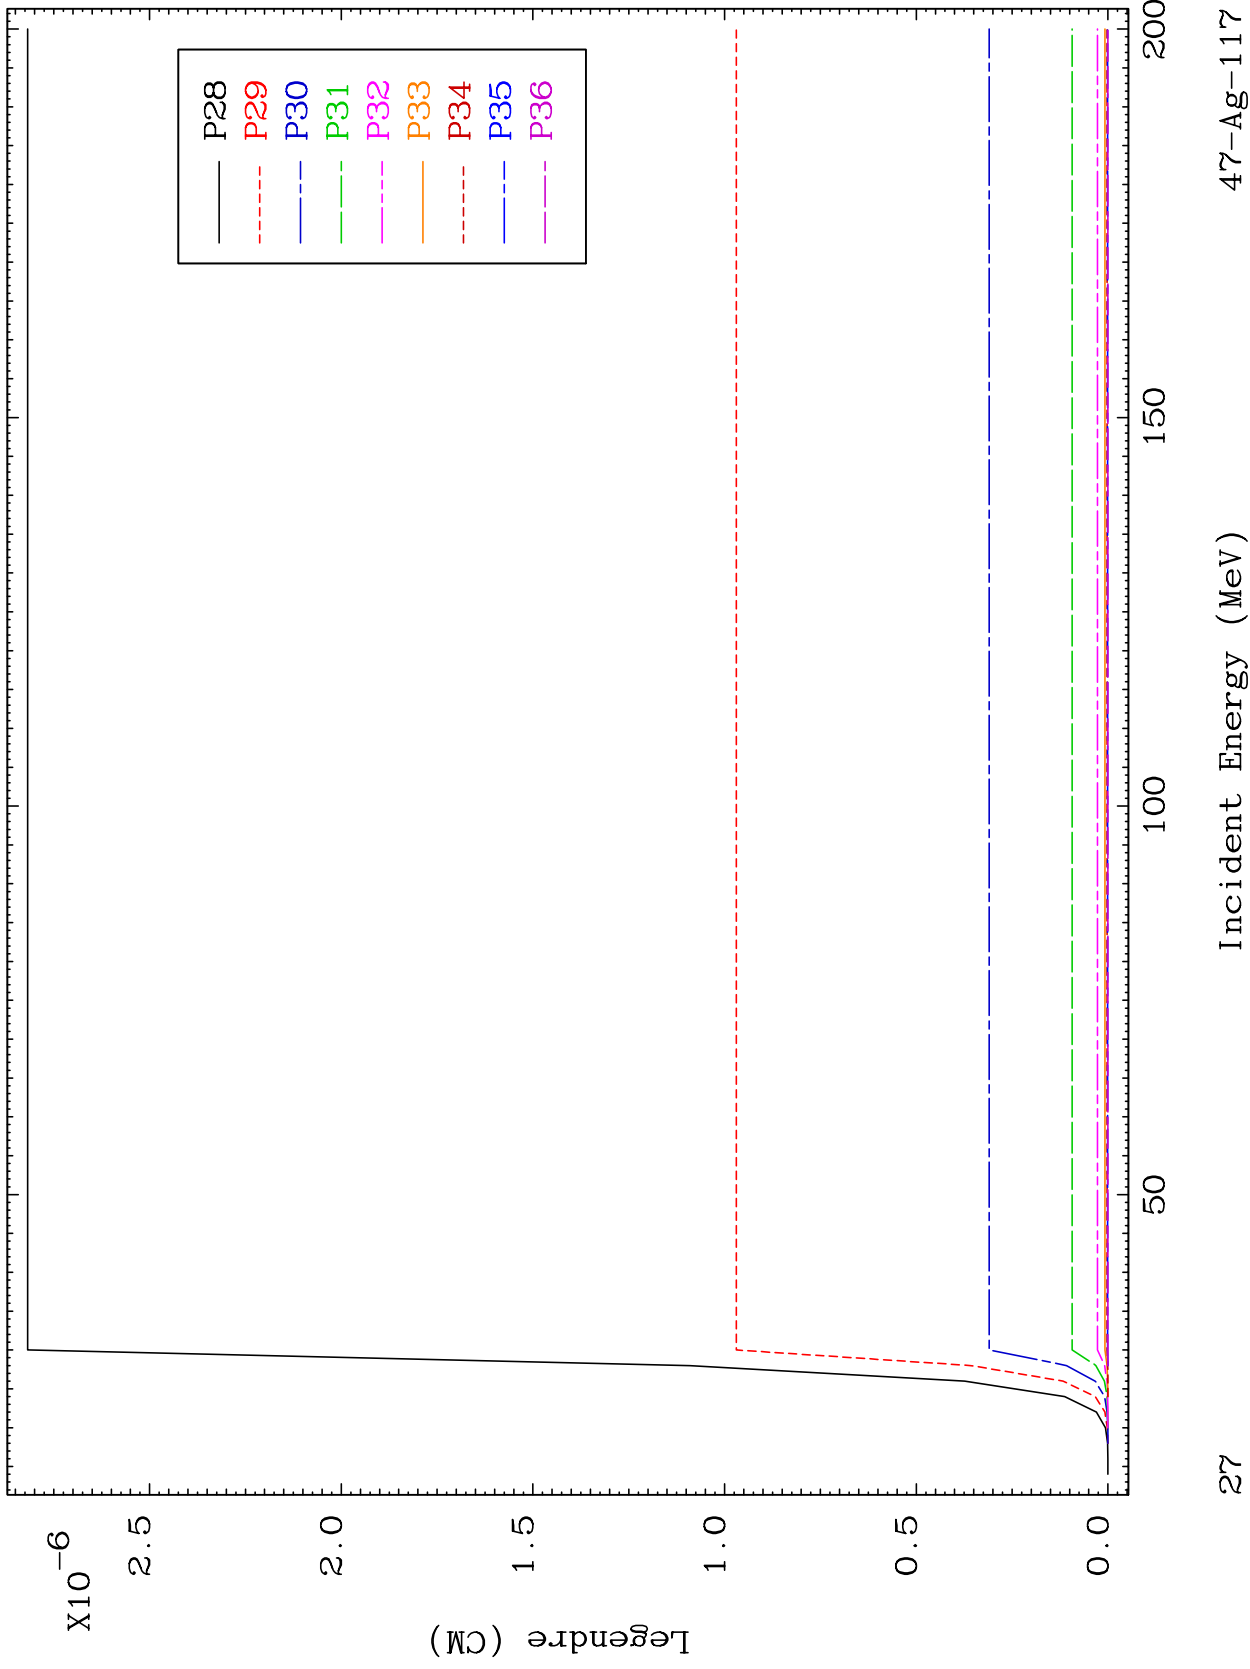 X10-6
2.5
2.0
1.5
1.0
0.5
0.0
Legendre (CM)
P28
P29
P30
P31
P32
P33
P34
P35
P36
50
100
150
200
27
Incident Energy (MeV)
47-Ag-117